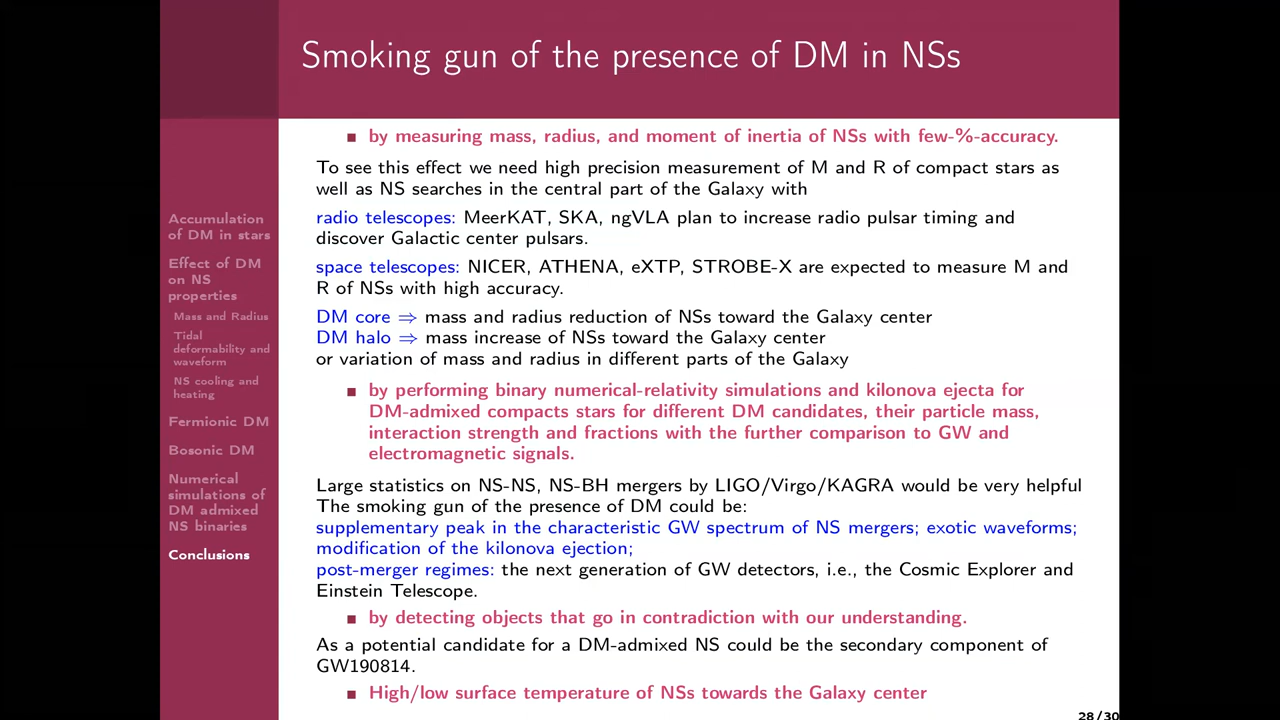 Smoking gun of the presence of DM in NSs
Accumulation
of DM in stars
Effect of DM
on NS
properties
Mass and Radius
Tidal
deformability and
waveform
NS cooling and
heating
Fermionic DM
Bosonic DM
Numerical
simulations of
DM admixed
NS binaries
Conclusions
■ by measuring mass, radius, and moment of inertia of NSs with few-%-accuracy.
To see this effect we need high precision measurement of M and R of compact stars as
well as NS searches in the central part of the Galaxy with
radio telescopes: MeerKAT, SKA, ngVLA plan to increase radio pulsar timing and
discover Galactic center pulsars.
space telescopes: NICER, ATHENA, eXTP, STROBE-X are expected to measure M and
R of NSs with high accuracy.
DM core ⇒ mass and radius reduction of NSs toward the Galaxy center
DM halo ⇒ mass increase of NSs toward the Galaxy center
or variation of mass and radius in different parts of the Galaxy
■ by performing binary numerical-relativity simulations and kilonova ejecta for
DM-admixed compacts stars for different DM candidates, their particle mass,
interaction strength and fractions with the further comparison to GW and
electromagnetic signals.
Large statistics on NS-NS, NS-BH mergers by LIGO/Virgo/KAGRA would be very helpful
The smoking gun of the presence of DM could be:
supplementary peak in the characteristic GW spectrum of NS mergers; exotic waveforms;
modification of the kilonova ejection;
post-merger regimes: the next generation of GW detectors, i.e., the Cosmic Explorer and
Einstein Telescope.
■ by detecting objects that go in contradiction with our understanding.
As a potential candidate for a DM-admixed NS could be the secondary component of
GW190814.
■ High/low surface temperature of NSs towards the Galaxy center
28/30